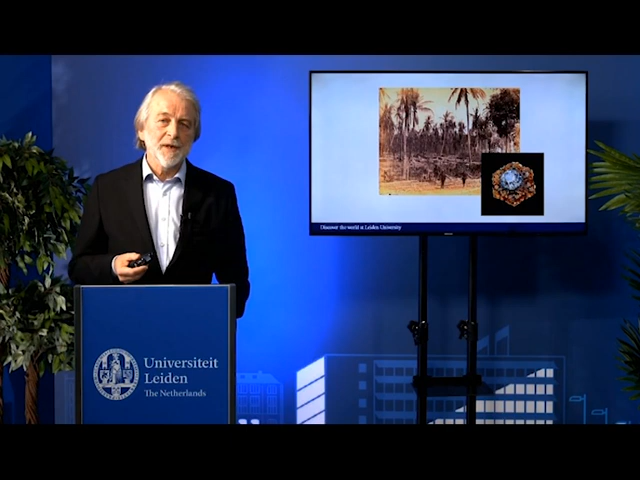 Discover the world at Leiden University
Universiteit
Leiden
The Netherlands